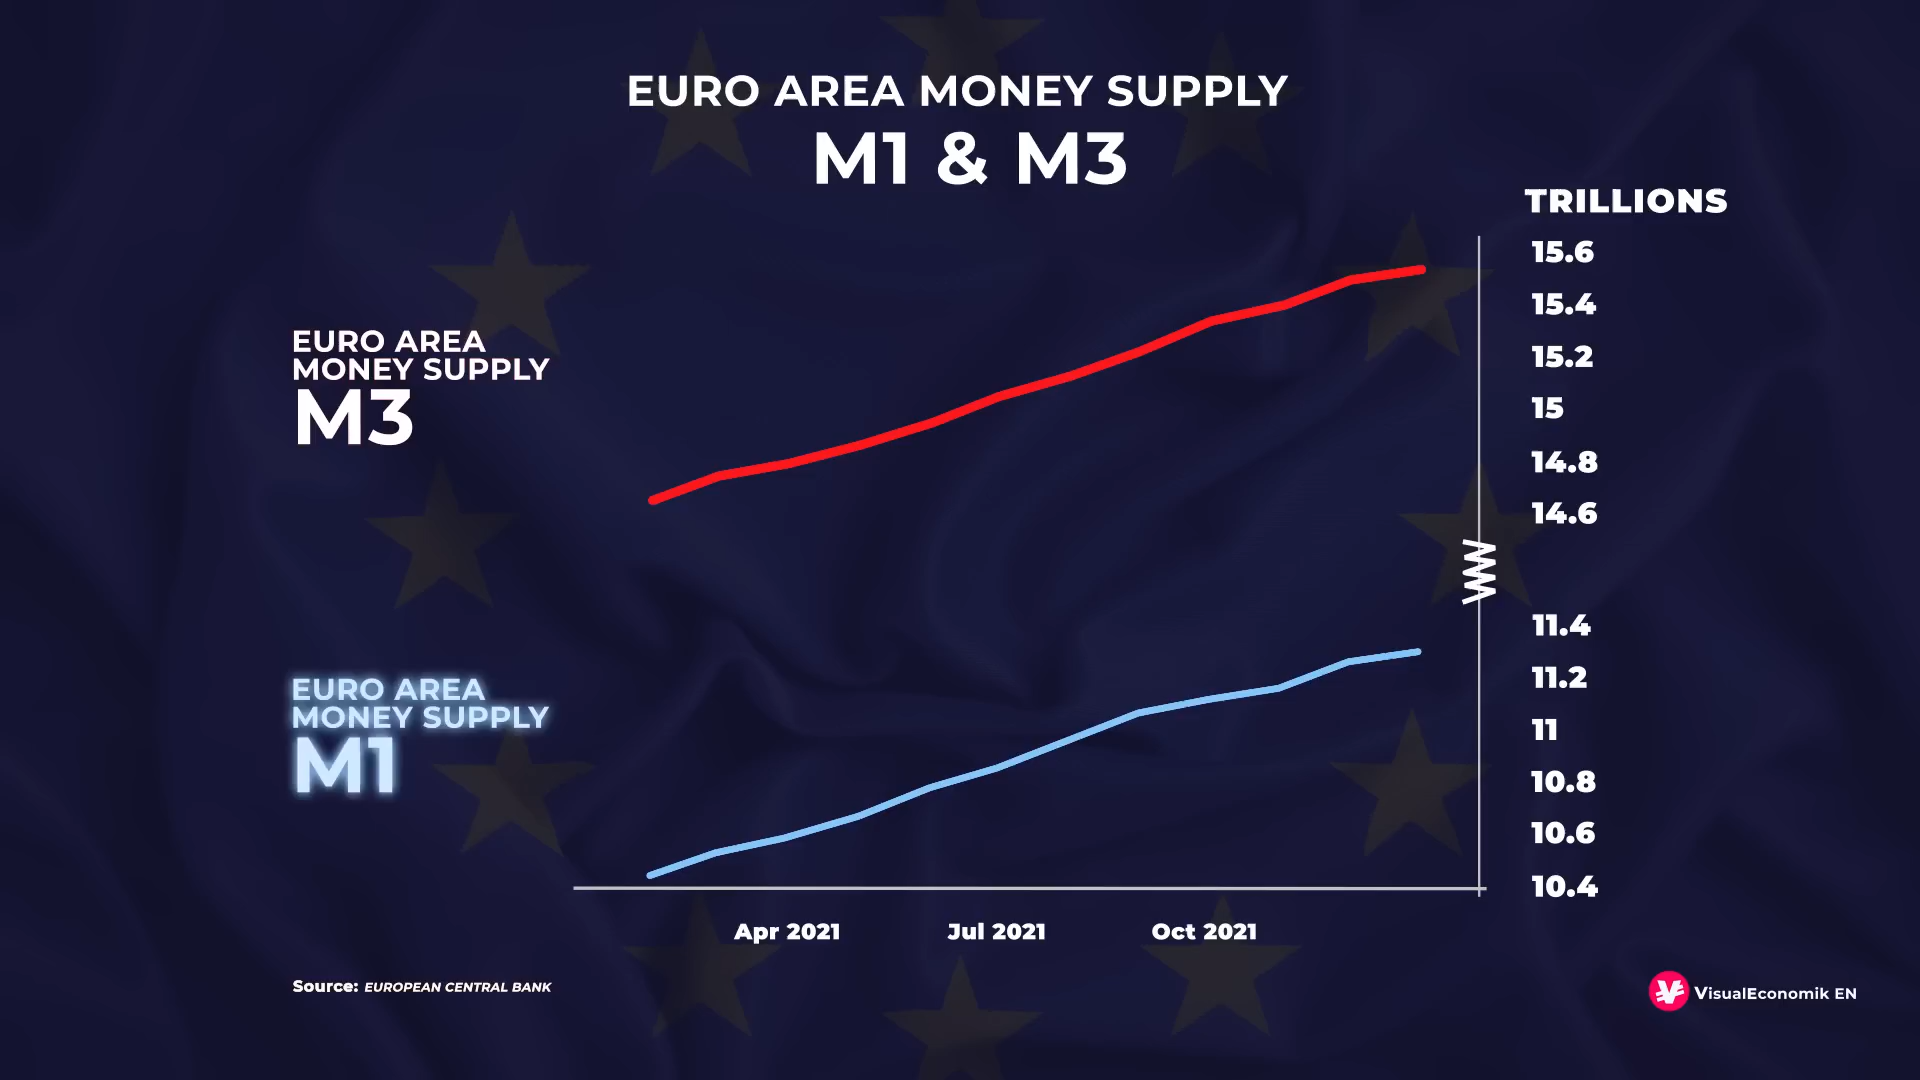 EURO AREA MONEY SUPPLY
M1 & M3
TRILLIONS
15.6
15.4
15.2
15
14.8
14.6
11.4
11.2
11
10.8
10.6
10.4
EURO AREA
MONEY SUPPLY
M3
EURO AREA
MONEY SUPPLY
M1
Apr 2021 Jul 2021 Oct 2021
Source: EUROPEAN CENTRAL BANK
VisualEconomik EN